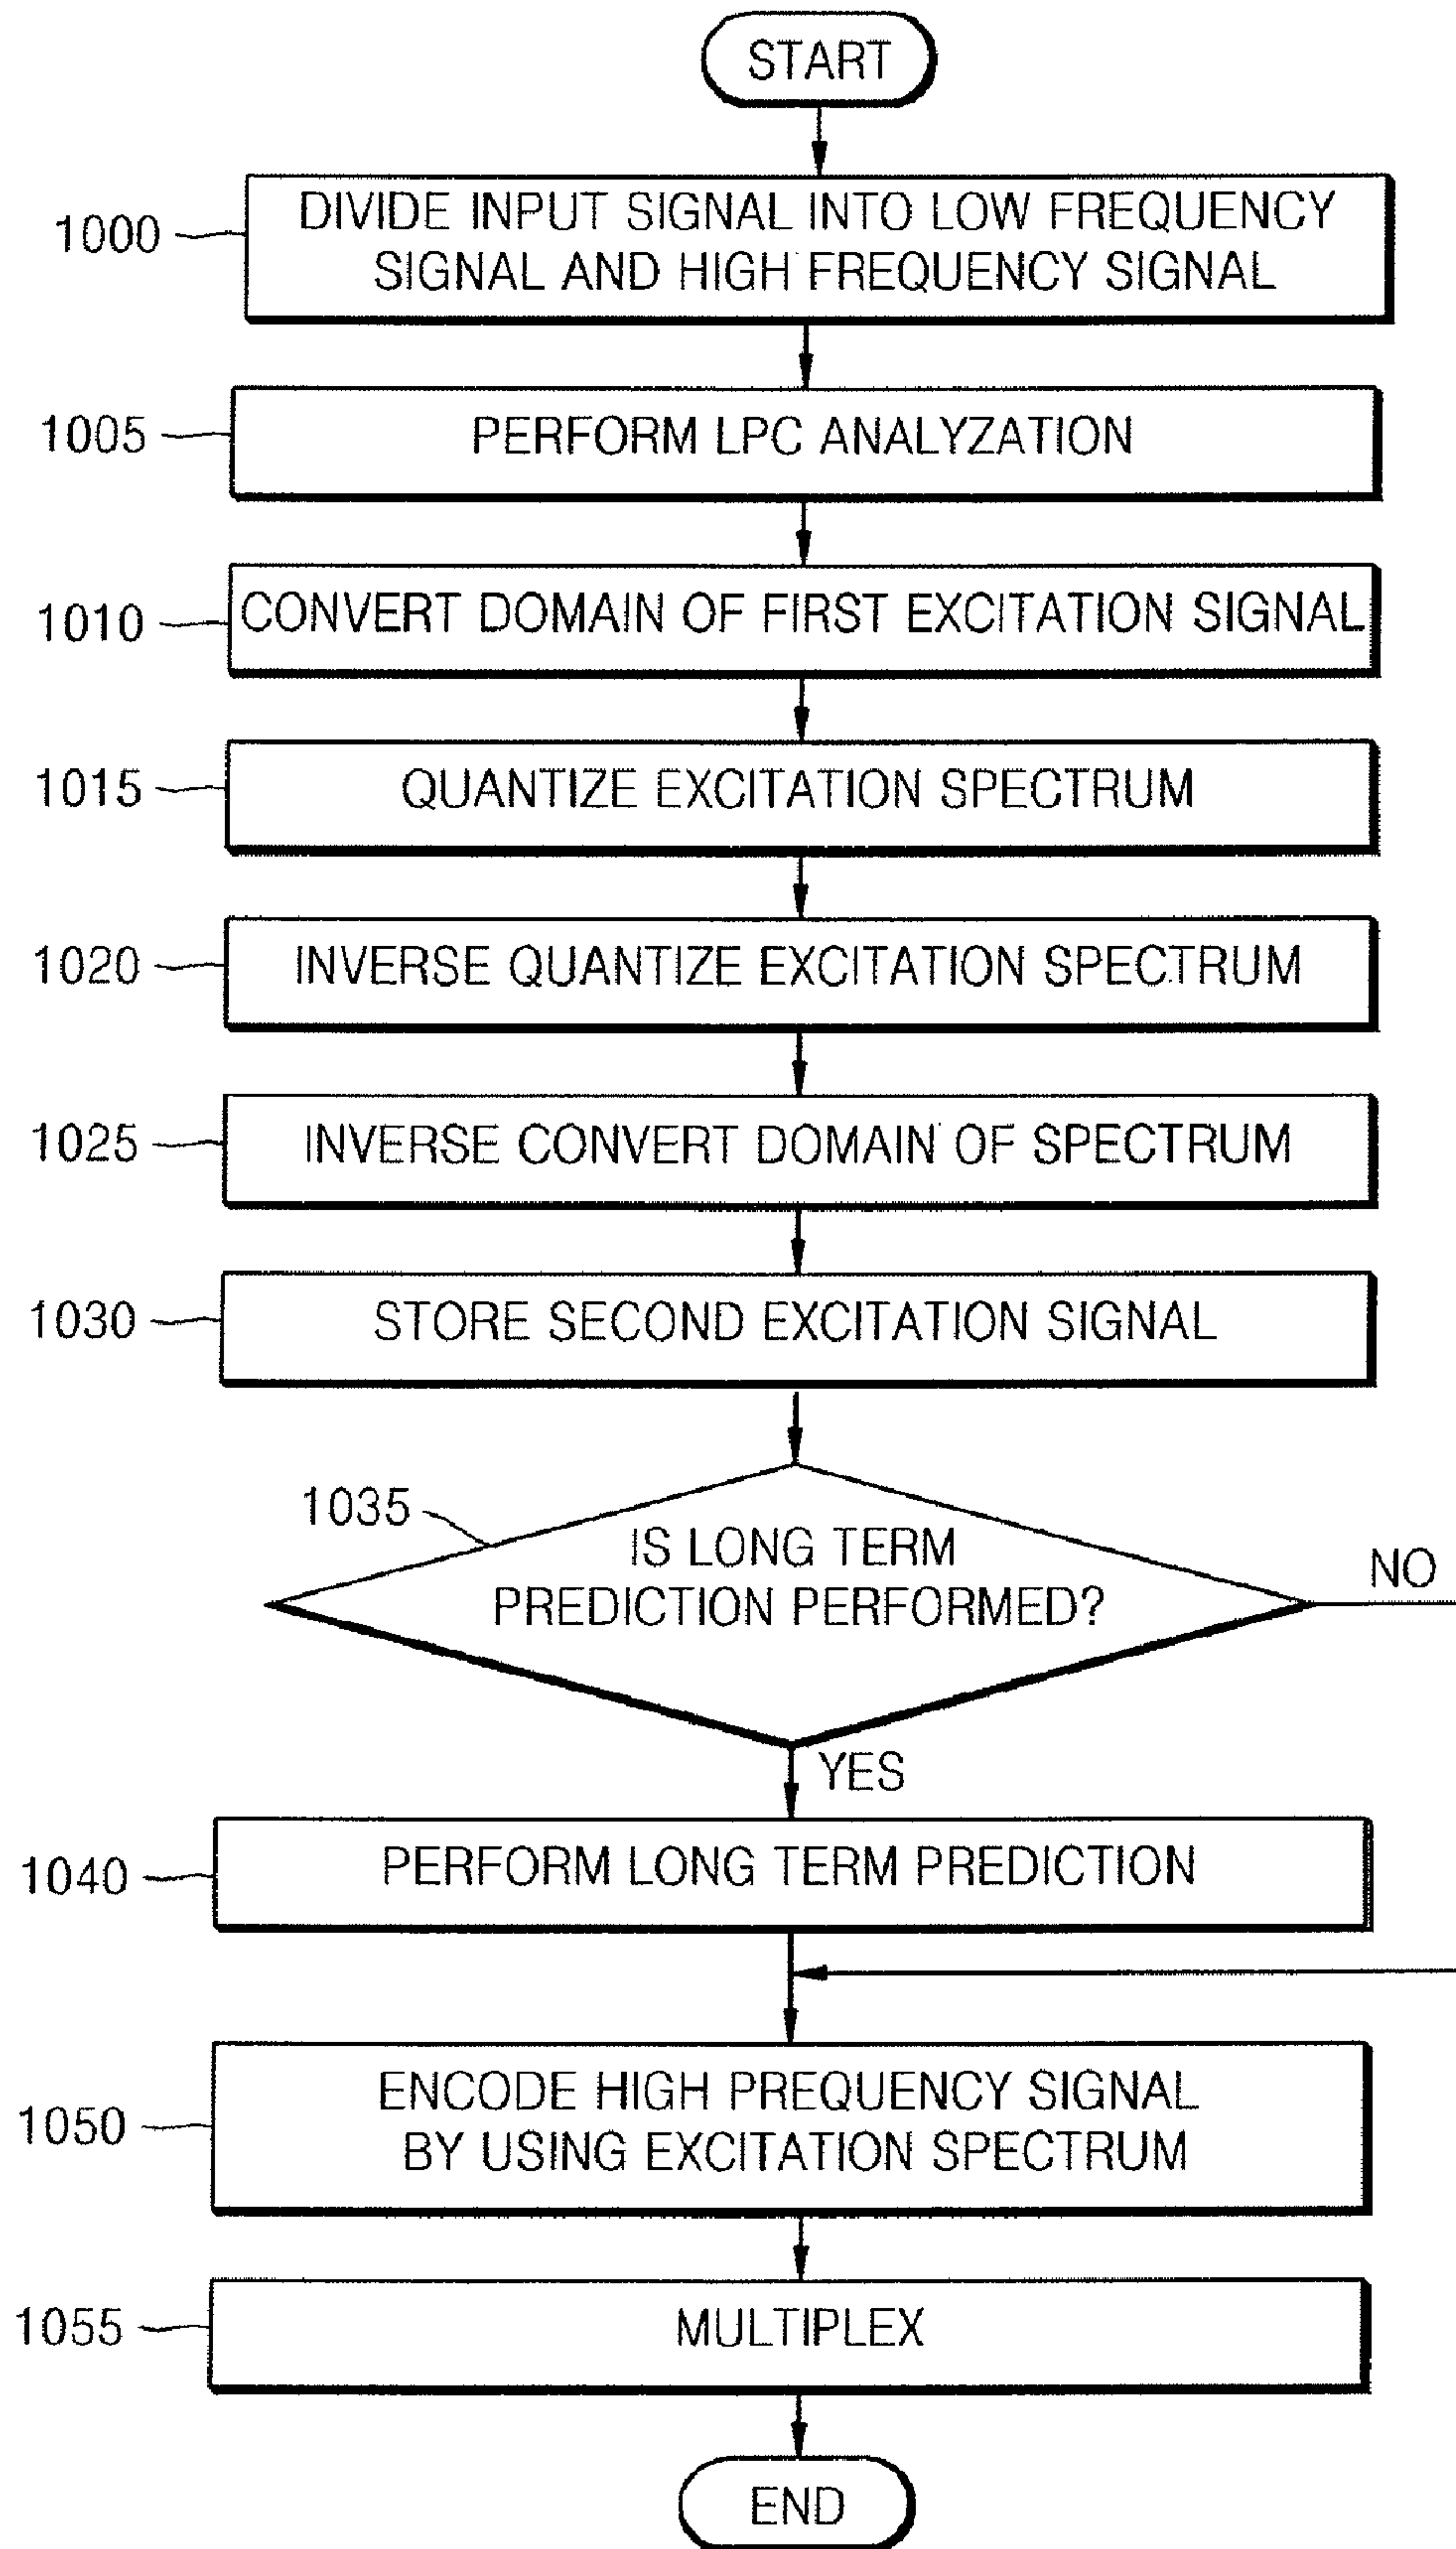 START
1000
DIVIDE INPUT SIGNAL INTO LOW FREQUENCY
SIGNAL AND HIGH FREQUENCY SIGNAL
1005
PERFORM LPC ANALYZATION
1010
CONVERT DOMAIN OF FIRST EXCITATION SIGNAL
1015
QUANTIZE EXCITATION SPECTRUM
1020
INVERSE QUANTIZE EXCITATION SPECTRUM
1025
INVERSE CONVERT DOMAIN OF SPECTRUM
1030
STORE SECOND EXCITATION SIGNAL
1035
IS LONG TERM
PREDICTION PERFORMED?
NO
YES
1040
PERFORM LONG TERM PREDICTION
1050
ENCODE HIGH PREQUENCY SIGNAL
BY USING EXCITATION SPECTRUM
1055
MULTIPLEX
END